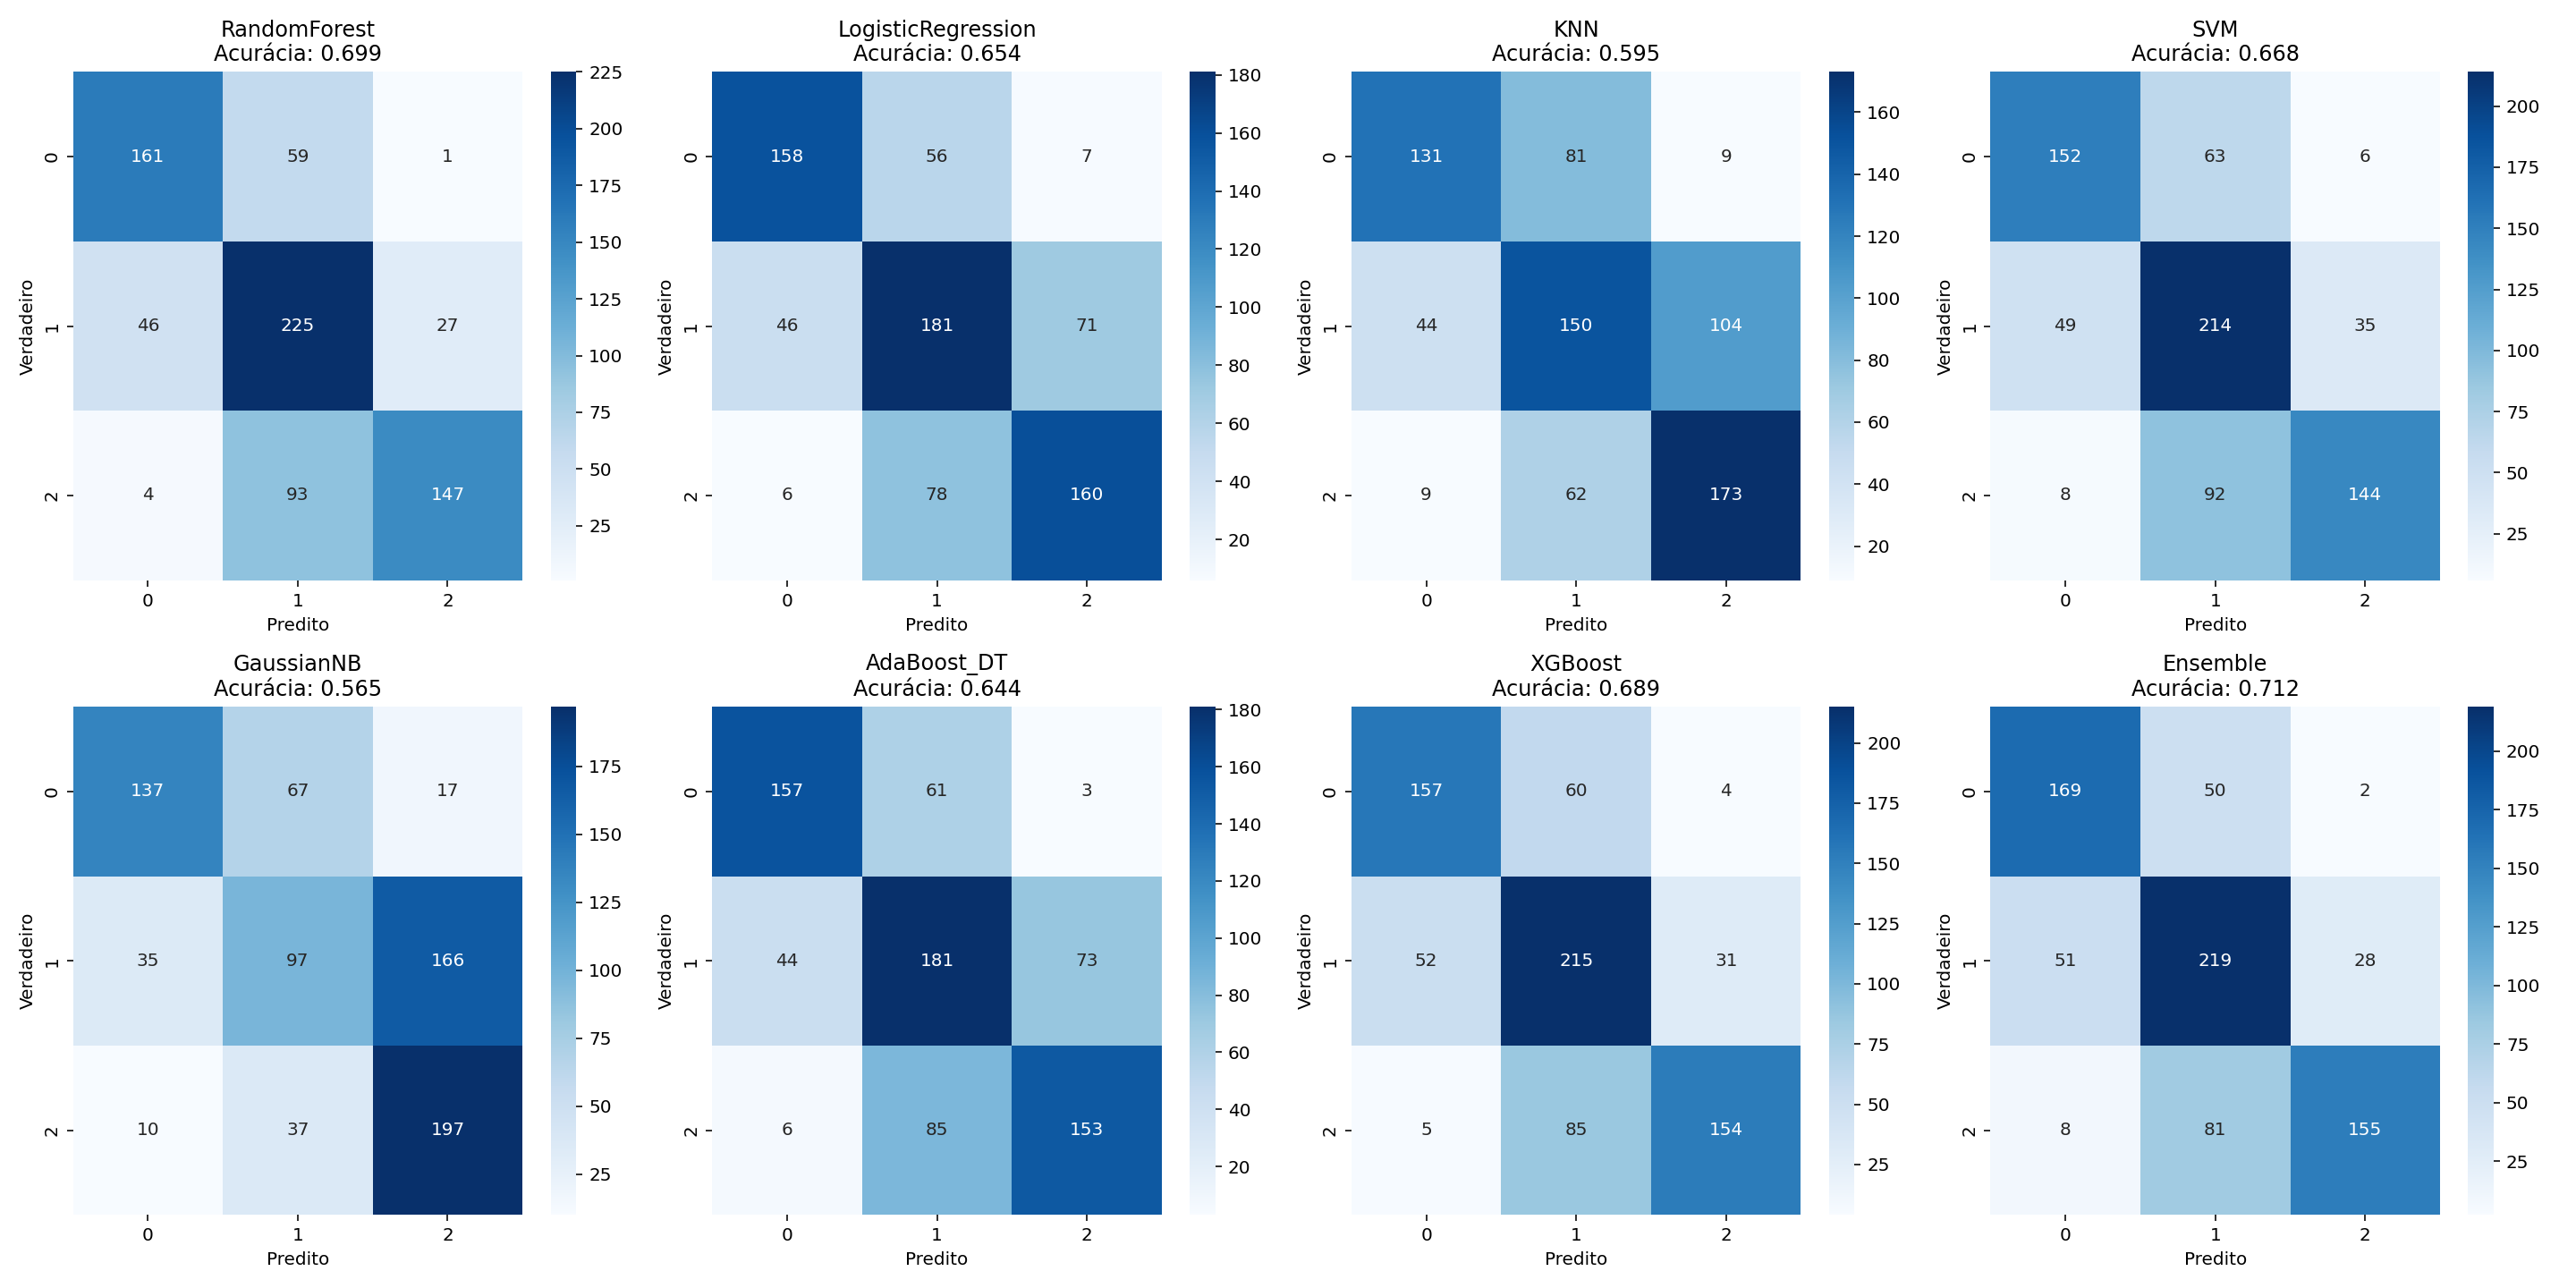 RandomForest
Acurácia: 0.699
161 59 1
46 225 27
4 93 147
0
1
2
Verdadeiro
0 1 2
Predito
225
200
175
150
125
100
75
50
25
LogisticRegression
Acurácia: 0.654
158 56 7
46 181 71
6 78 160
0
1
2
Verdadeiro
0 1 2
Predito
180
160
140
120
100
80
60
40
20
KNN
Acurácia: 0.595
131 81 9
44 150 104
9 62 173
0
1
2
Verdadeiro
0 1 2
Predito
160
140
120
100
80
60
40
20
SVM
Acurácia: 0.668
152 63 6
49 214 35
8 92 144
0
1
2
Verdadeiro
0 1 2
Predito
200
175
150
125
100
75
50
25
GaussianNB
Acurácia: 0.565
137 67 17
35 97 166
10 37 197
0
1
2
Verdadeiro
0 1 2
Predito
175
150
125
100
75
50
25
AdaBoost_DT
Acurácia: 0.644
157 61 3
44 181 73
6 85 153
0
1
2
Verdadeiro
0 1 2
Predito
180
160
140
120
100
80
60
40
20
XGBoost
Acurácia: 0.689
157 60 4
52 215 31
5 85 154
0
1
2
Verdadeiro
0 1 2
Predito
200
175
150
125
100
75
50
25
Ensemble
Acurácia: 0.712
169 50 2
51 219 28
8 81 155
0
1
2
Verdadeiro
0 1 2
Predito
200
175
150
125
100
75
50
25